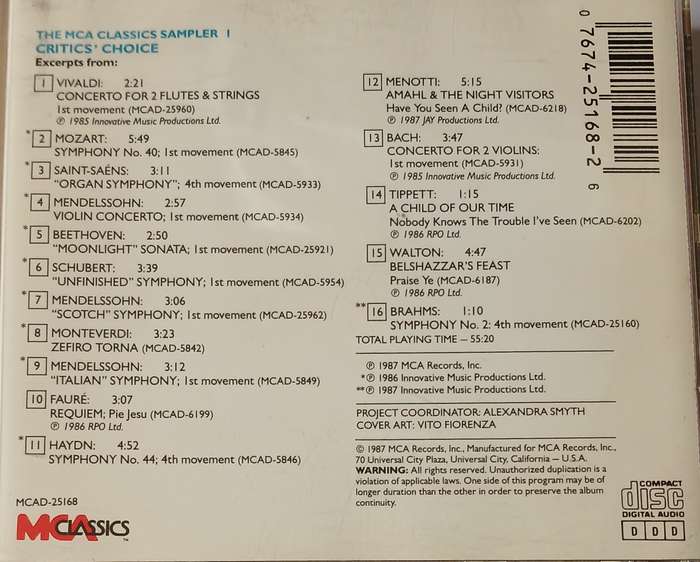 THE MCA CLASSICS SAMPLER I
CRITICS' CHOICE
Excerpts from:
1 VIVALDI: 2:21
CONCERTO FOR 2 FLUTES & STRINGS
1st movement (MCAD-25960)
℗ 1985 Innovative Music Productions Ltd.
*2 MOZART: 5:49
SYMPHONY No. 40; 1st movement (MCAD-5845)
*3 SAINT-SAËNS: 3:11
"ORGAN SYMPHONY"; 4th movement (MCAD-5933)
*4 MENDELSSOHN: 2:57
VIOLIN CONCERTO; 1st movement (MCAD-5934)
*5 BEETHOVEN: 2:50
"MOONLIGHT" SONATA; 1st movement (MCAD-25921)
*6 SCHUBERT: 3:39
"UNFINISHED" SYMPHONY; 1st movement (MCAD-5954)
*7 MENDELSSOHN: 3:06
"SCOTCH" SYMPHONY; 1st movement (MCAD-25962)
*8 MONTEVERDI: 3:23
ZEFIRO TORNA (MCAD-5842)
*9 MENDELSSOHN: 3:12
"ITALIAN" SYMPHONY; 1st movement (MCAD-5849)
10 FAURÉ: 3:07
REQUIEM; Pie Jesu (MCAD-6199)
℗ 1986 RPO Ltd.
*11 HAYDN: 4:52
SYMPHONY No. 44; 4th movement (MCAD-5846)
MCAD-25168
MCA CLASSICS™
12 MENOTTI: 5:15
AMAHL & THE NIGHT VISITORS
Have You Seen A Child? (MCAD-6218)
℗ 1987 JAY Productions Ltd.
13 BACH: 3:47
CONCERTO FOR 2 VIOLINS:
1st movement (MCAD-5931)
℗ 1985 Innovative Music Productions Ltd.
14 TIPPETT: 1:15
A CHILD OF OUR TIME
Nobody Knows The Trouble I've Seen (MCAD-6202)
℗ 1986 RPO Ltd.
15 WALTON: 4:47
BELSHAZZAR'S FEAST
Praise Ye (MCAD-6187)
℗ 1986 RPO Ltd.
**16 BRAHMS: 1:10
SYMPHONY No. 2: 4th movement (MCAD-25160)
TOTAL PLAYING TIME — 55:20
℗ 1987 MCA Records, Inc.
*℗ 1986 Innovative Music Productions Ltd.
**℗ 1987 Innovative Music Productions Ltd.
PROJECT COORDINATOR: ALEXANDRA SMYTH
COVER ART: VITO FIORENZA
© 1987 MCA Records, Inc., Manufactured for MCA Records, Inc.,
70 Universal City Plaza, Universal City, California — U.S.A.
WARNING: All rights reserved. Unauthorized duplication is a
violation of applicable laws. One side of this program may be of
longer duration than the other in order to preserve the album
continuity.
COMPACT
disc
DIGITAL AUDIO
D D D
0 7674-25168-2 6